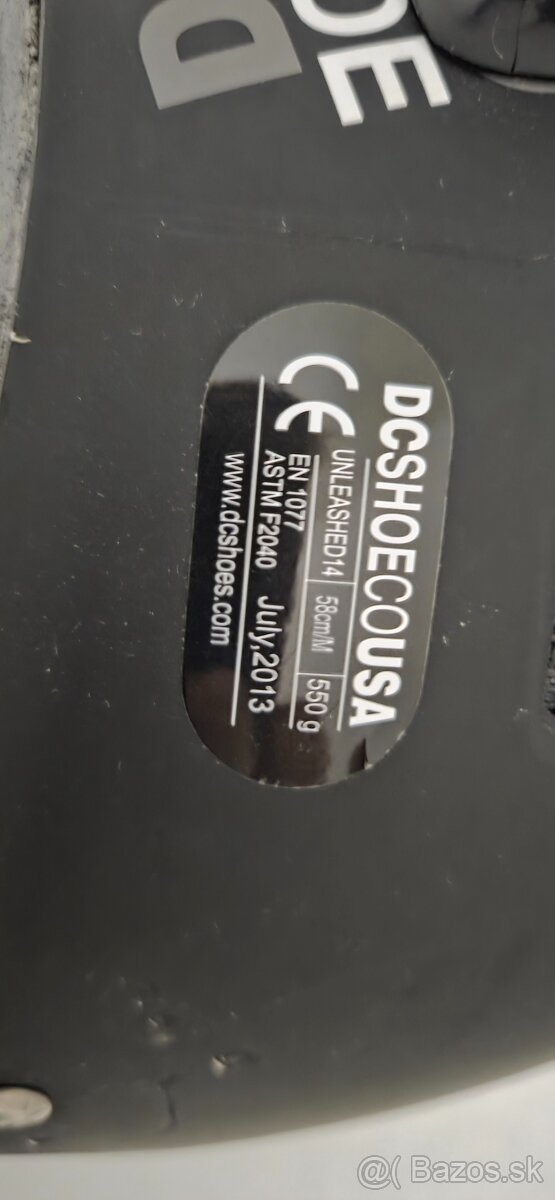 DE
D
DCSHOECOUSA
UNLEASHED14 58cm/M 550 g
CE EN 1077
ASTM F2040 July,2013
www.dcshoes.com
@( Bazos.sk